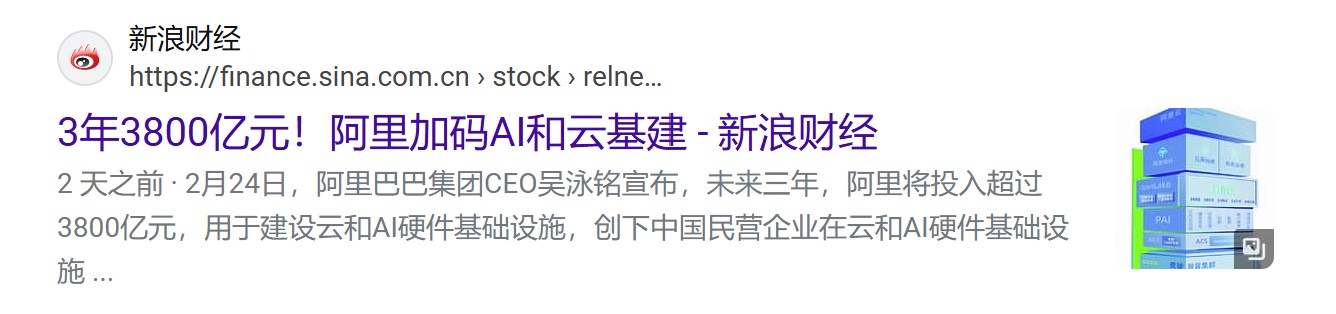 新浪财经
https://finance.sina.com.cn › stock › relne...
3年3800亿元！阿里加码AI和云基建 - 新浪财经
2 天之前 · 2月24日，阿里巴巴集团CEO吴泳铭宣布，未来三年，阿里将投入超过
3800亿元，用于建设云和AI硬件基础设施，创下中国民营企业在云和AI硬件基础设
施 ...
阿里云
PAI
ACS